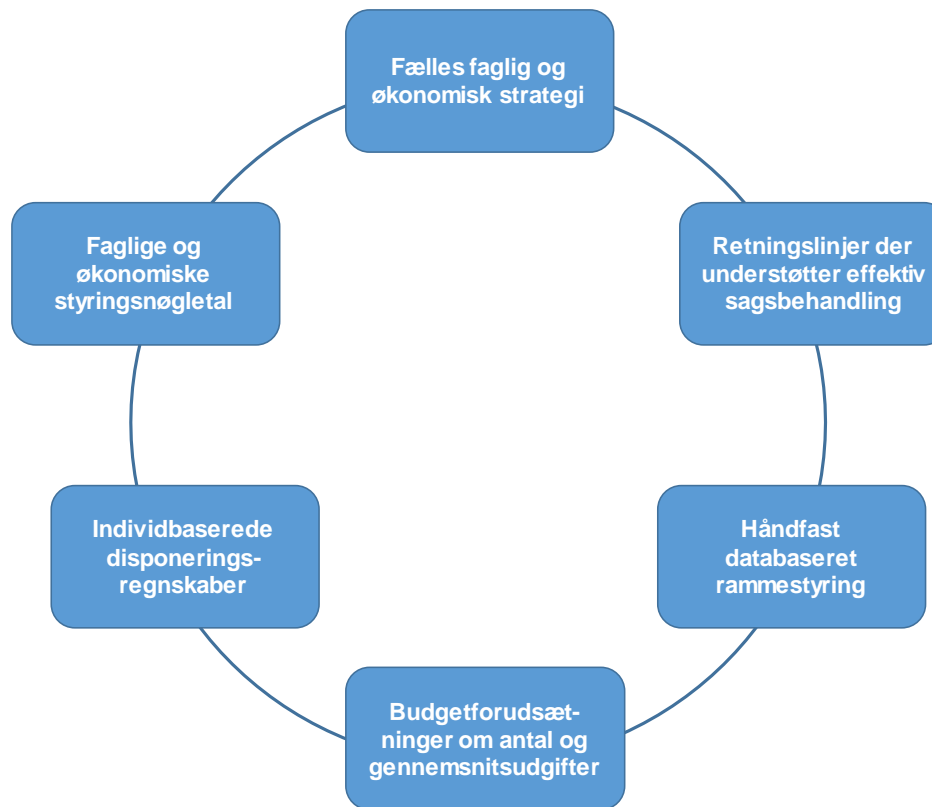 Fælles faglig og
økonomisk strategi
Retningslinjer der
understøtter effektiv
sagsbehandling
Håndfast
databaseret
rammestyring
Budgetforudsæt-
ninger om antal og
gennemsnitsudgifter
Individbaserede
disponerings-
regnskaber
Faglige og
økonomiske
styringsnøgletal